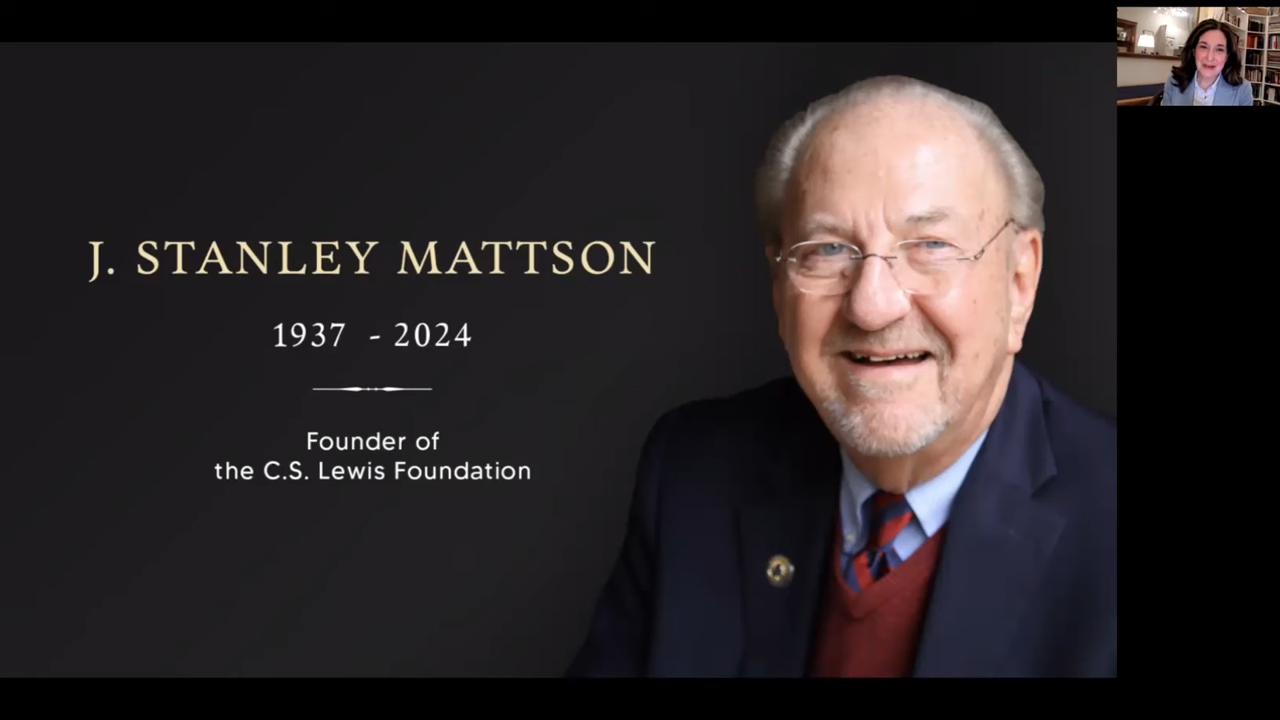 J. STANLEY MATTSON
1937 - 2024
Founder of
the C.S. Lewis Foundation